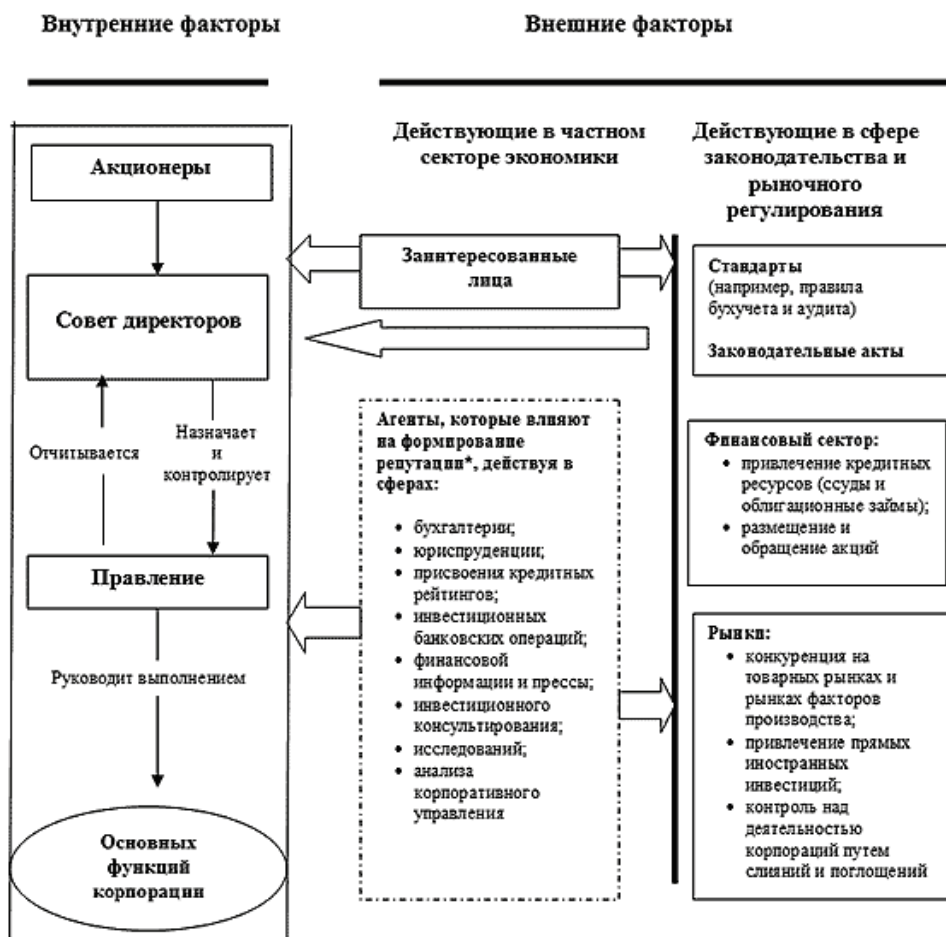 Внутренние факторы
Внешние факторы
Акционеры
Совет директоров
Отчитывается
Назначает
и
контролирует
Правление
Руководит выполнением
Основных
функций
корпорации
Действующие в частном
секторе экономики
Заинтересованные
лица
Агенты, которые влияют
на формирование
репутации*, действуя в
сферах:
• бухгалтерии;
• юриспруденции;
• присвоения кредитных
рейтингов;
• инвестиционных
банковских операций;
• финансовой
информации и прессы;
• инвестиционного
консультирования;
• исследований;
• анализа
корпоративного
управления
Действующие в сфере
законодательства и
рыночного
регулирования
Стандарты
(например, правила
бухучета и аудита)
Законодательные акты
Финансовый сектор:
• привлечение кредитных
ресурсов (ссуды и
облигационные займы);
• размещение и
обращение акций
Рынки:
• конкуренция на
товарных рынках и
рынках факторов
производства;
• привлечение прямых
иностранных
инвестиций;
• контроль над
деятельностью
корпораций путем
слияний и поглощений